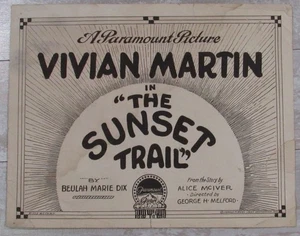 A Paramount Picture
VIVIAN MARTIN
IN
"THE
SUNSET
TRAIL"
BY
BEULAH MARIE DIX
From the Story by
ALICE McIVER
Directed by
GEORGE H. MELFORD
Paramount